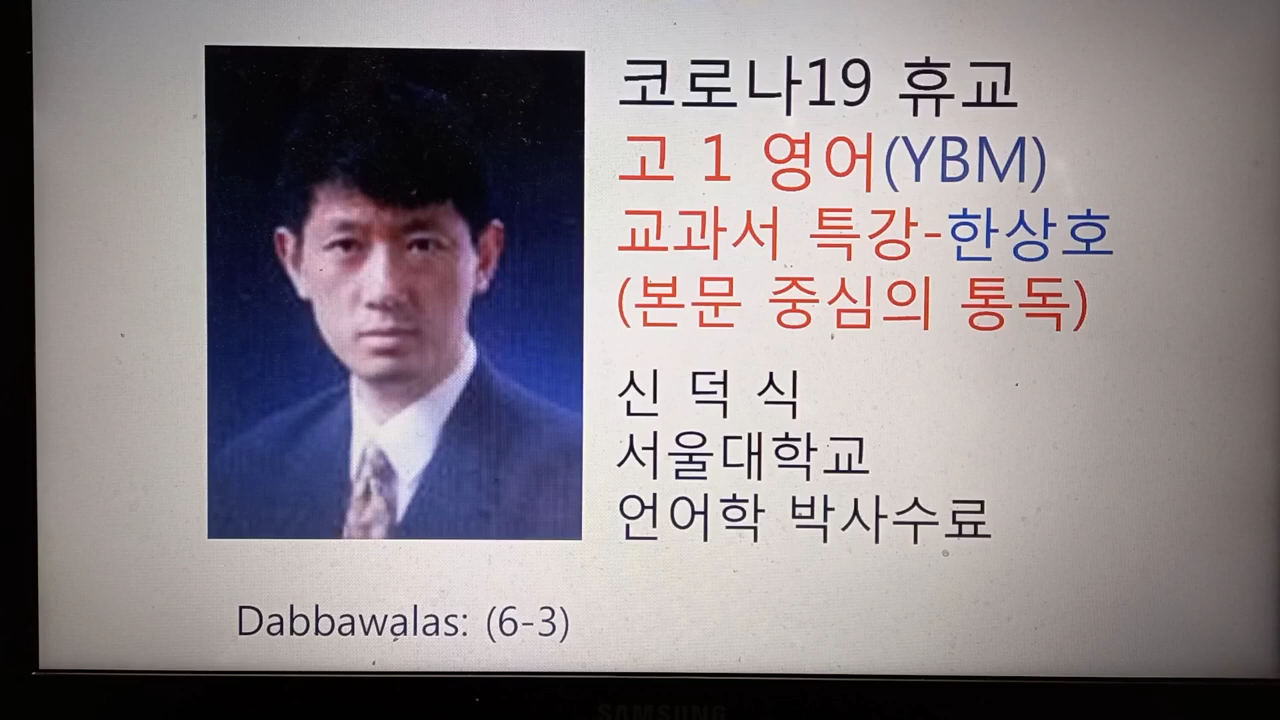 코로나19 휴교
고 1 영어(YBM)
교과서 특강-한상호
(본문 중심의 통독)
신 덕 식
서울대학교
언어학 박사수료
Dabbawalas: (6-3)
SAMSUNG